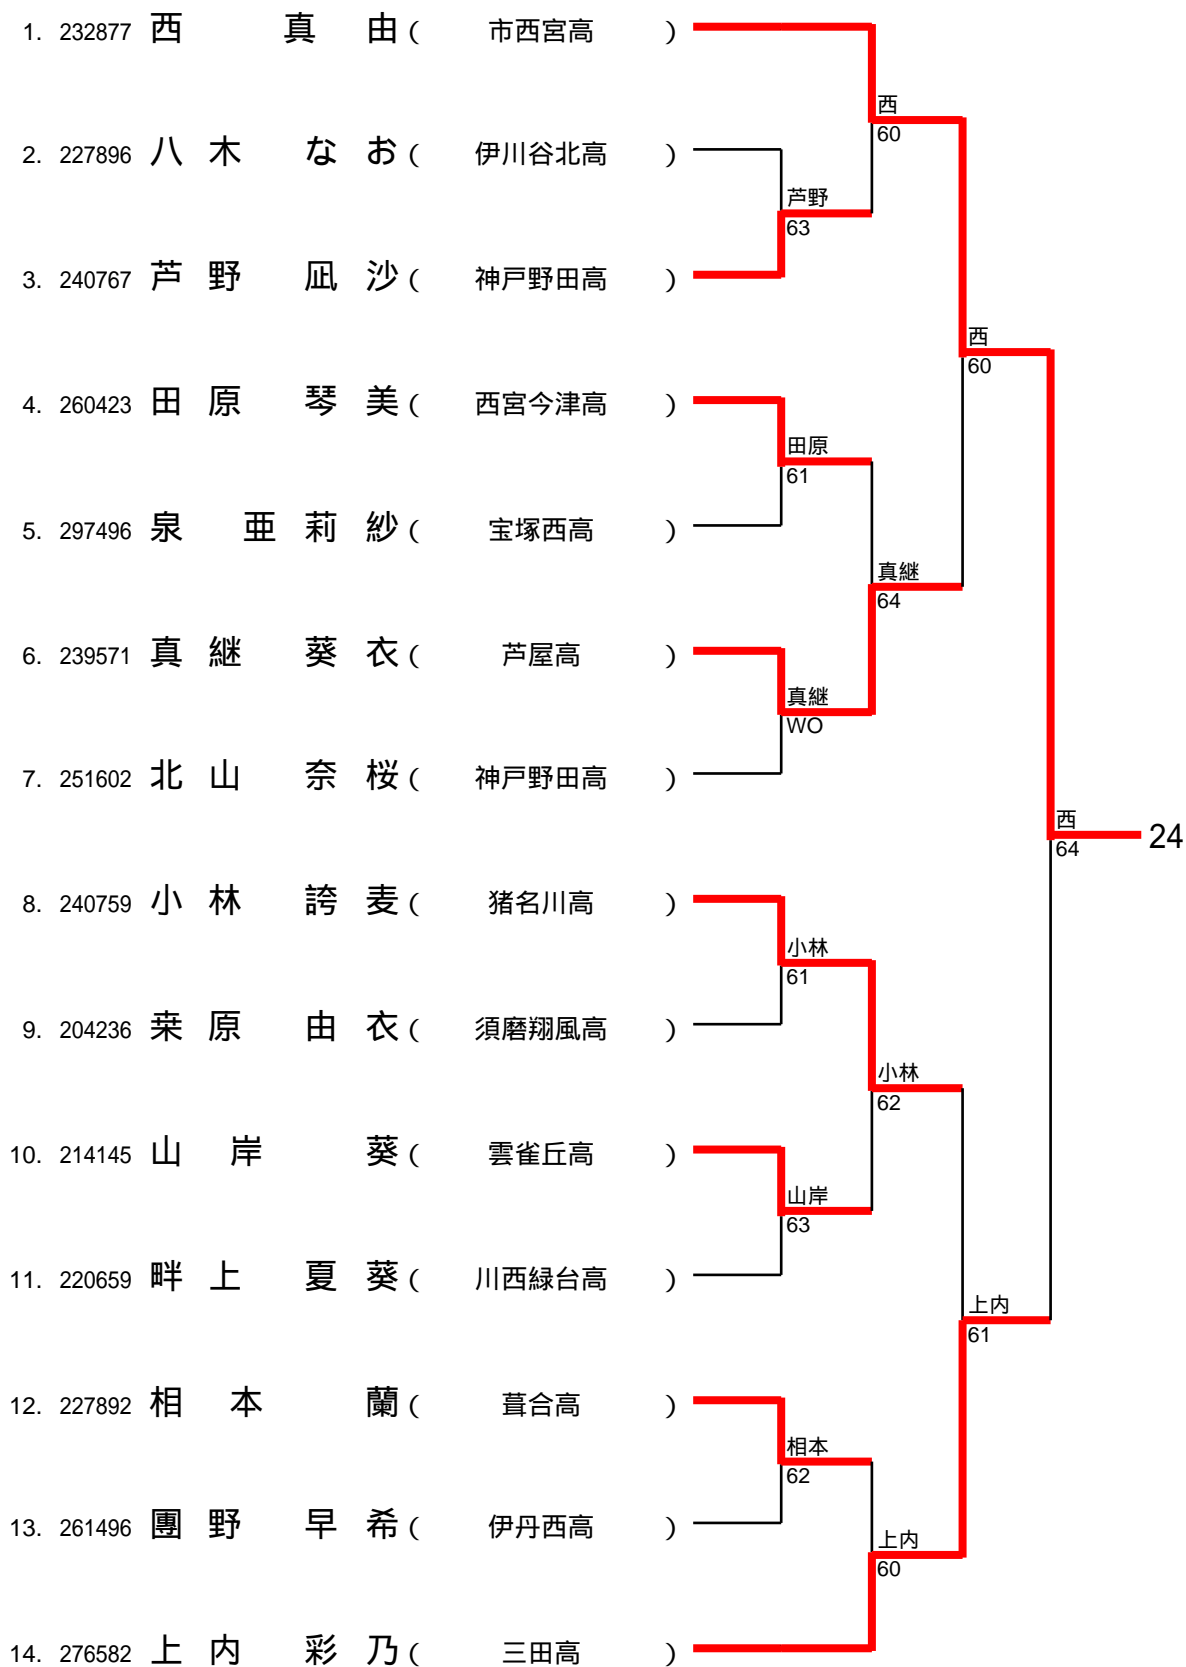 1. 232877 西 真 由 ( 市西宮高 )
西
60
2. 227896 八 木 な お ( 伊川谷北高 )
芦野
63
3. 240767 芦 野 凪 沙 ( 神戸野田高 )
西
60
4. 260423 田 原 琴 美 ( 西宮今津高 )
田原
61
5. 297496 泉 亜 莉 紗 ( 宝塚西高 )
真継
64
6. 239571 真 継 葵 衣 ( 芦屋高 )
真継
WO
7. 251602 北 山 奈 桜 ( 神戸野田高 )
西
64
24
8. 240759 小 林 誇 麦 ( 猪名川高 )
小林
61
9. 204236 桒 原 由 衣 ( 須磨翔風高 )
小林
62
10. 214145 山 岸 葵 ( 雲雀丘高 )
山岸
63
11. 220659 畔 上 夏 葵 ( 川西緑台高 )
上内
61
12. 227892 相 本 蘭 ( 葺合高 )
相本
62
13. 261496 團 野 早 希 ( 伊丹西高 )
上内
60
14. 276582 上 内 彩 乃 ( 三田高 )